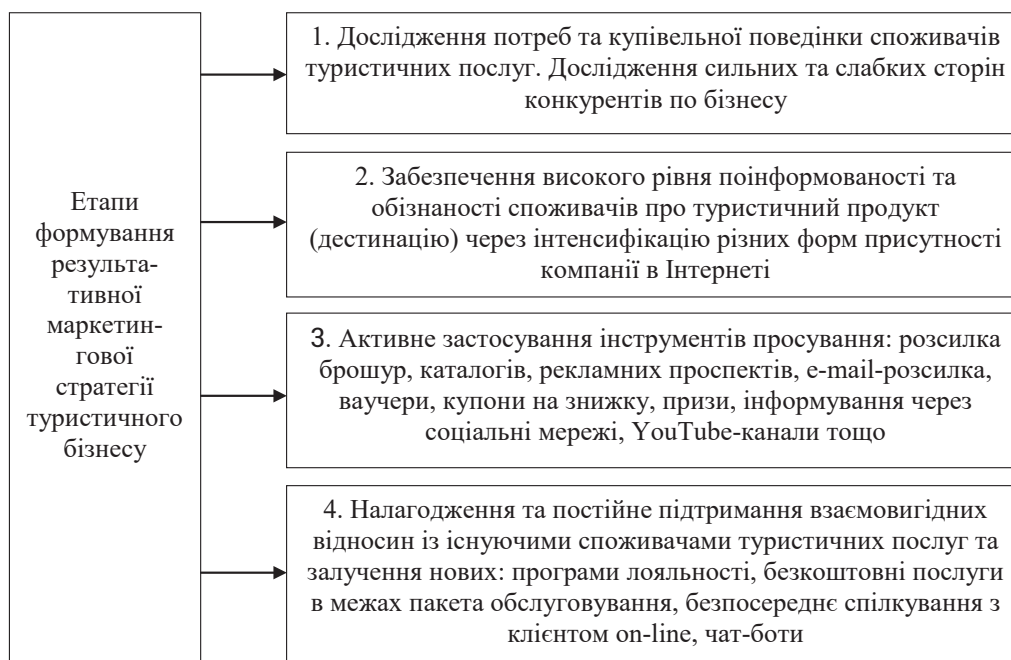 Етапи
формування
результа-
тивної
маркетин-
гової
стратегії
туристичного
бізнесу
1. Дослідження потреб та купівельної поведінки споживачів
туристичних послуг. Дослідження сильних та слабких сторін
конкурентів по бізнесу
2. Забезпечення високого рівня поінформованості та
обізнаності споживачів про туристичний продукт
(дестинацію) через інтенсифікацію різних форм присутності
компанії в Інтернеті
3. Активне застосування інструментів просування: розсилка
брошур, каталогів, рекламних проспектів, e-mail-розсилка,
ваучери, купони на знижку, призи, інформування через
соціальні мережі, YouTube-канали тощо
4. Налагодження та постійне підтримання взаємовигідних
відносин із існуючими споживачами туристичних послуг та
залучення нових: програми лояльності, безкоштовні послуги
в межах пакета обслуговування, безпосереднє спілкування з
клієнтом on-line, чат-боти